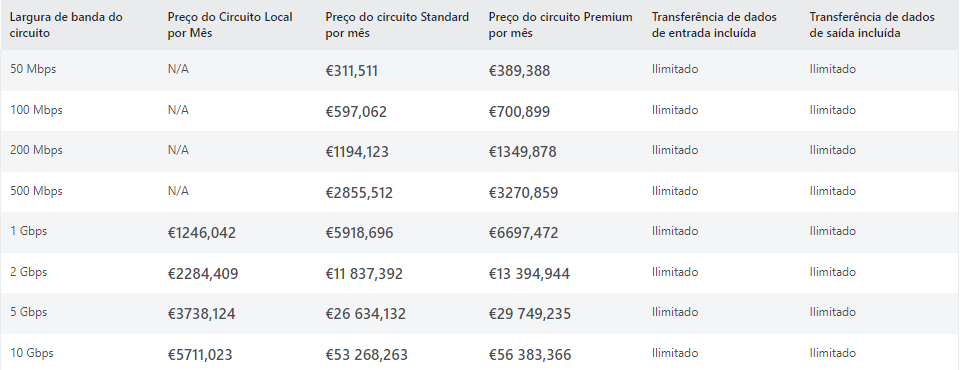 Largura de banda do circuito Preço do Circuito Local por Mês Preço do circuito Standard por mês Preço do circuito Premium por mês Transferência de dados de entrada incluída Transferência de dados de saída incluída
50 Mbps N/A €311,511 €389,388 Ilimitado Ilimitado
100 Mbps N/A €597,062 €700,899 Ilimitado Ilimitado
200 Mbps N/A €1194,123 €1349,878 Ilimitado Ilimitado
500 Mbps N/A €2855,512 €3270,859 Ilimitado Ilimitado
1 Gbps €1246,042 €5918,696 €6697,472 Ilimitado Ilimitado
2 Gbps €2284,409 €11 837,392 €13 394,944 Ilimitado Ilimitado
5 Gbps €3738,124 €26 634,132 €29 749,235 Ilimitado Ilimitado
10 Gbps €5711,023 €53 268,263 €56 383,366 Ilimitado Ilimitado